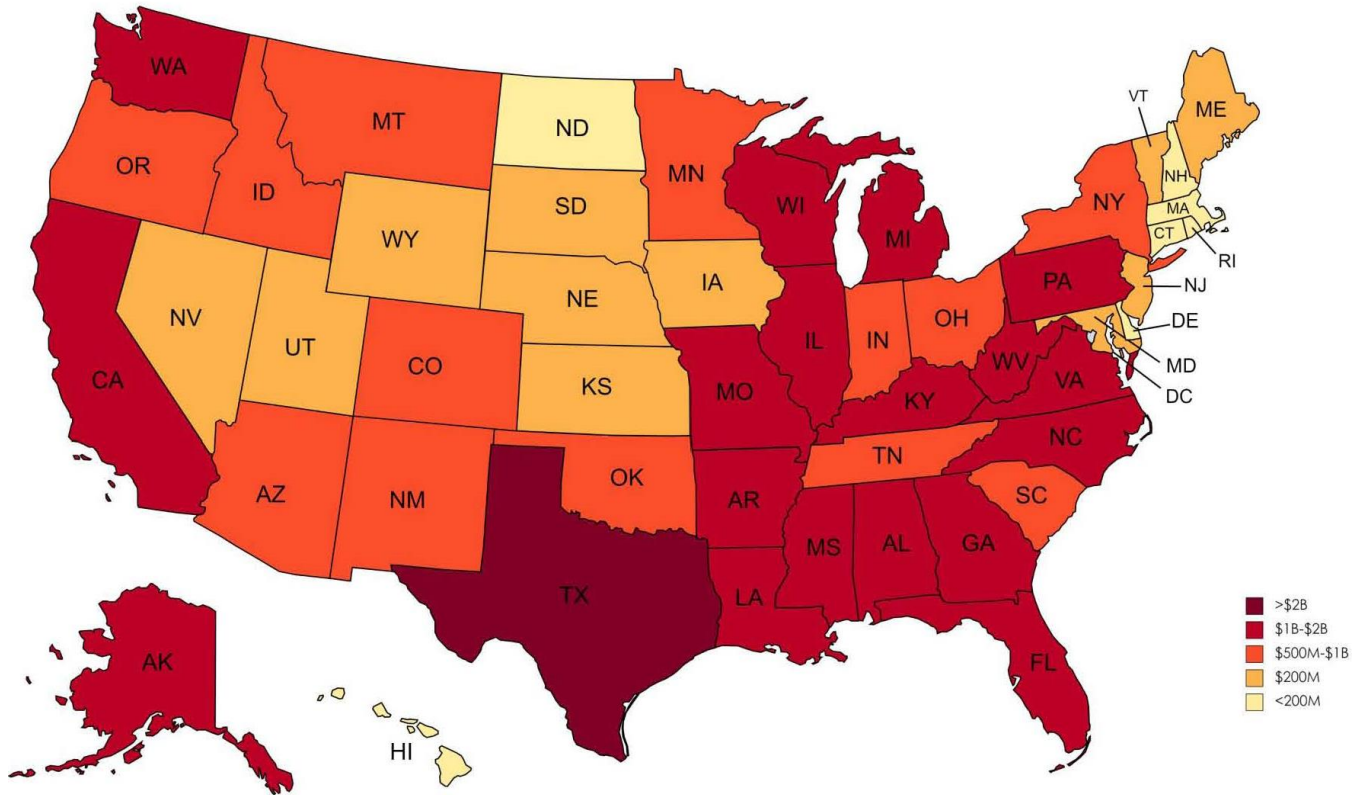 WA
MT
ND
MN
VT
ME
OR
ID
SD
WI
NH
NY
WY
MI
MA
CT
RI
IA
PA
NJ
NE
NV
OH
DE
UT
IL
IN
CO
WV
MD
CA
KS
MO
VA
KY
DC
NC
TN
OK
AZ
NM
AR
SC
MS
AL
GA
TX
LA
>$2B
$1B-$2B
$500M-$1B
$200M
<200M
AK
FL
HI